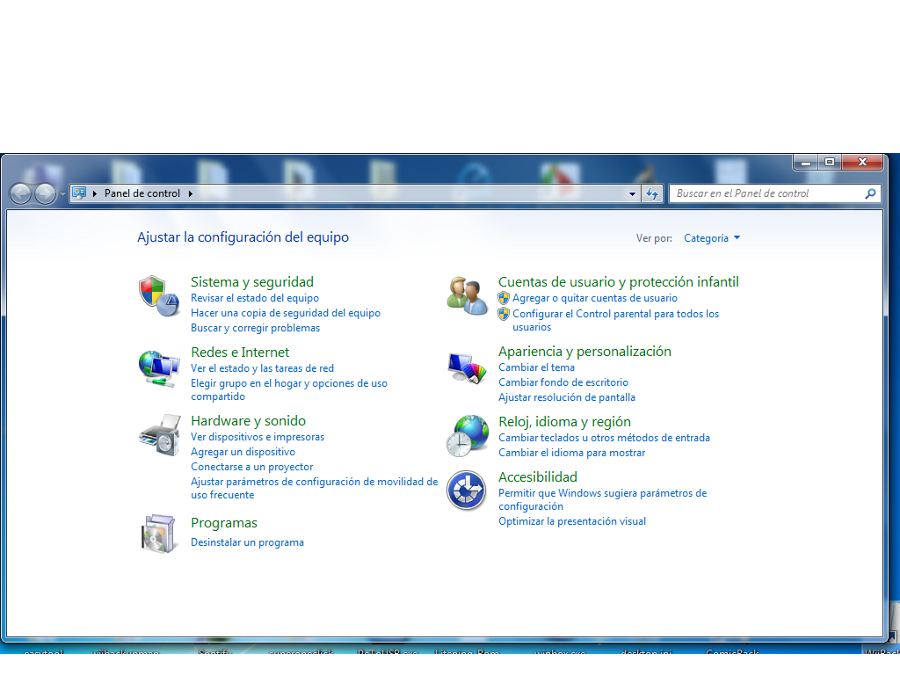 Panel de control
Buscar en el Panel de control
Ajustar la configuración del equipo
Ver por: Categoría
Sistema y seguridad
Revisar el estado del equipo
Hacer una copia de seguridad del equipo
Buscar y corregir problemas
Redes e Internet
Ver el estado y las tareas de red
Elegir grupo en el hogar y opciones de uso
compartido
Hardware y sonido
Ver dispositivos e impresoras
Agregar un dispositivo
Conectarse a un proyector
Ajustar parámetros de configuración de movilidad de
uso frecuente
Programas
Desinstalar un programa
Cuentas de usuario y protección infantil
Agregar o quitar cuentas de usuario
Configurar el Control parental para todos los
usuarios
Apariencia y personalización
Cambiar el tema
Cambiar fondo de escritorio
Ajustar resolución de pantalla
Reloj, idioma y región
Cambiar teclados u otros métodos de entrada
Cambiar el idioma para mostrar
Accesibilidad
Permitir que Windows sugiera parámetros de
configuración
Optimizar la presentación visual